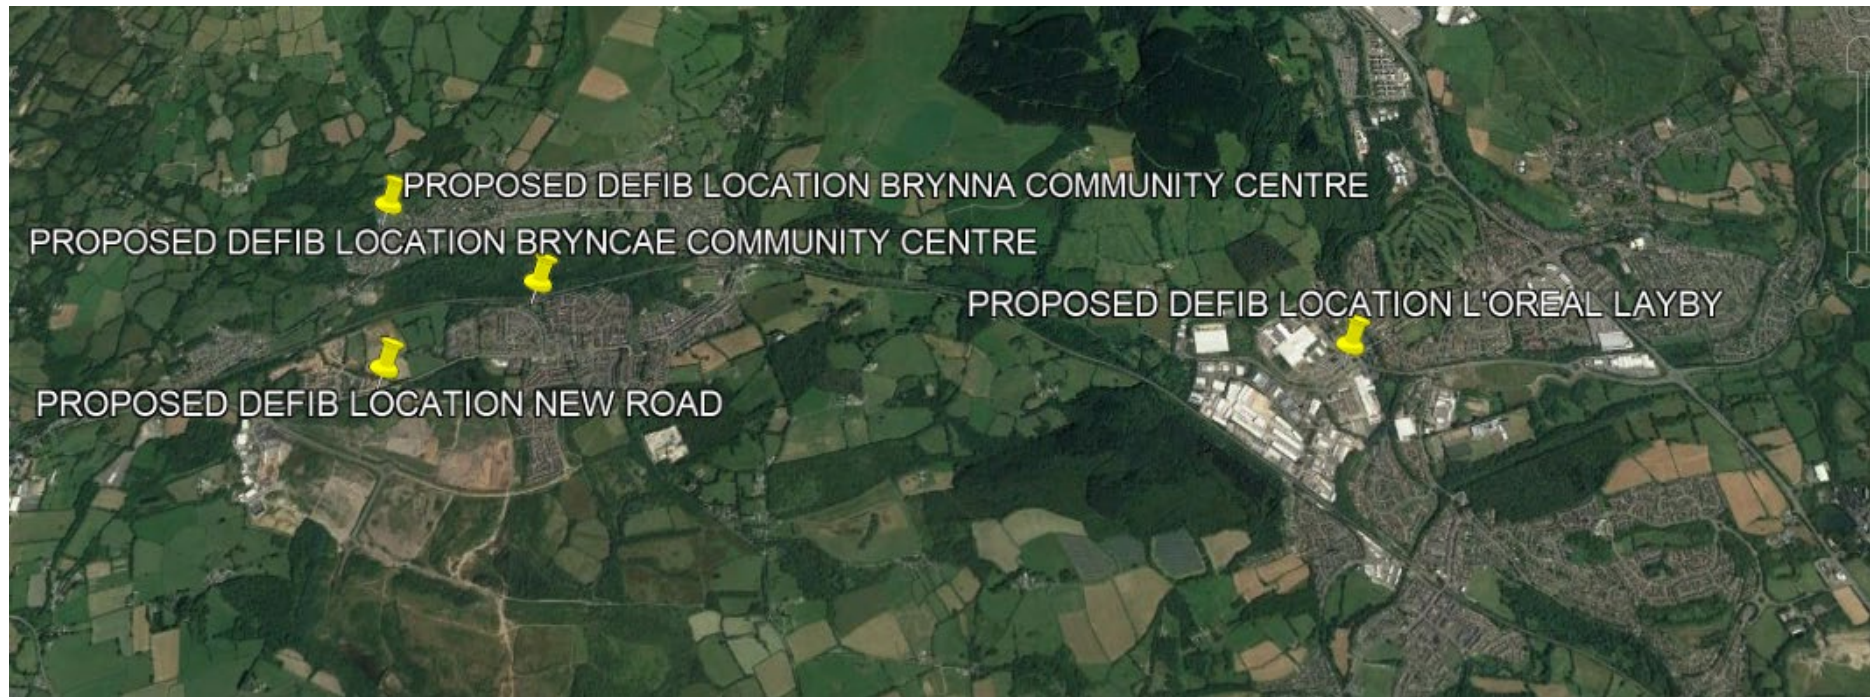 PROPOSED DEFIB LOCATION BRYNNA COMMUNITY CENTRE
PROPOSED DEFIB LOCATION BRYNCAE COMMUNITY CENTRE
PROPOSED DEFIB LOCATION L'OREAL LAYBY
PROPOSED DEFIB LOCATION NEW ROAD